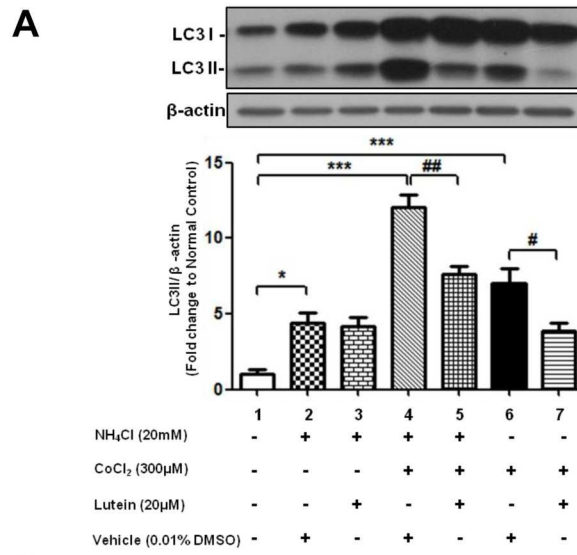 A
LC3 I -
LC3 II-
β-actin
***
*** ##
* #
LC3II/β -actin
(Fold change to Normal Control)
15
10
5
0
1 2 3 4 5 6 7
NH₄Cl (20mM) - + + + + - -
CoCl₂ (300µM) - - - + + + +
Lutein (20µM) - - + - + - +
Vehicle (0.01% DMSO) - + - + - + -